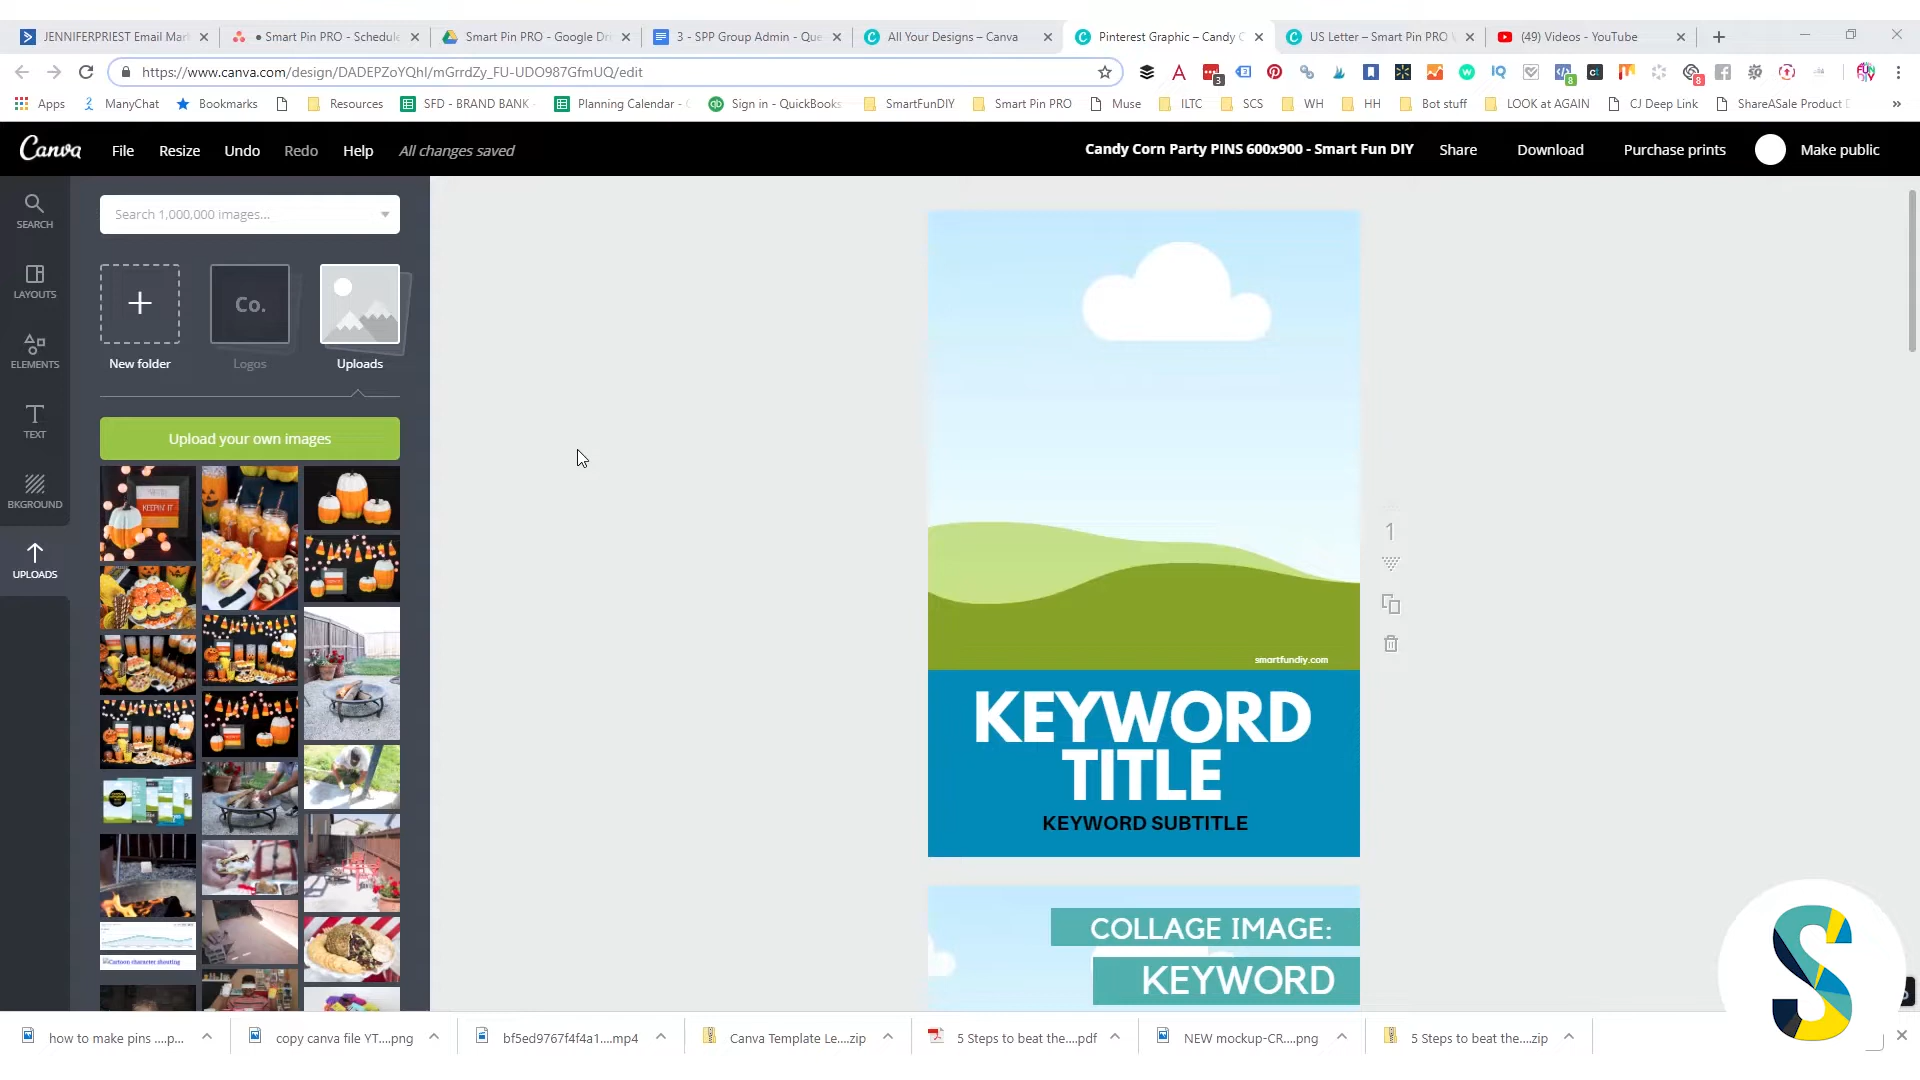 JENNIFERPRIEST Email Mar
• Smart Pin PRO - Schedule
Smart Pin PRO - Google Dri
3 - SPP Group Admin - Que
All Your Designs – Canva
Pinterest Graphic – Candy C
US Letter – Smart Pin PRO
(49) Videos - YouTube
https://www.canva.com/design/DADEPZoYQhI/mGrrdZy_FU-UDO987GfmUQ/edit
Apps
ManyChat
Bookmarks
Resources
SFD - BRAND BANK -
Planning Calendar -
Sign in - QuickBooks
SmartFunDIY
Smart Pin PRO
Muse
ILTC
SCS
WH
HH
Bot stuff
LOOK at AGAIN
CJ Deep Link
ShareASale Product
Canva
File
Resize
Undo
Redo
Help
All changes saved
Candy Corn Party PINS 600x900 - Smart Fun DIY
Share
Download
Purchase prints
Make public
SEARCH
LAYOUTS
ELEMENTS
TEXT
BKGROUND
UPLOADS
Search 1,000,000 images...
Co.
New folder
Logos
Uploads
Upload your own images
KEEPIN' IT
Cartoon character shooting
smartfundiy.com
KEYWORD
TITLE
KEYWORD SUBTITLE
1
COLLAGE IMAGE:
KEYWORD
S
how to make pins ....p...
copy canva file YT....png
bf5ed9767f4f4a1....mp4
Canva Template Le....zip
5 Steps to beat the....pdf
NEW mockup-CR....png
5 Steps to beat the....zip